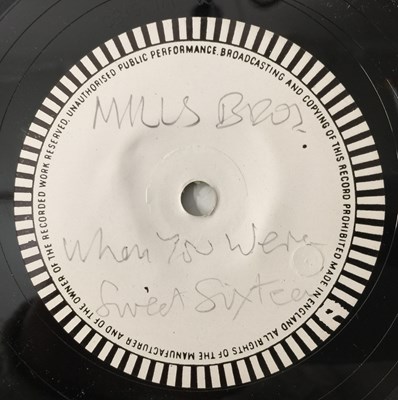 MILLS BROS
When You Were
Sweet Sixteen
MADE IN ENGLAND ALL RIGHTS OF THE MANUFACTURER AND OF THE OWNER OF THE RECORDED WORK RESERVED. UNAUTHORISED PUBLIC PERFORMANCE, BROADCASTING AND COPYING OF THIS RECORD PROHIBITED